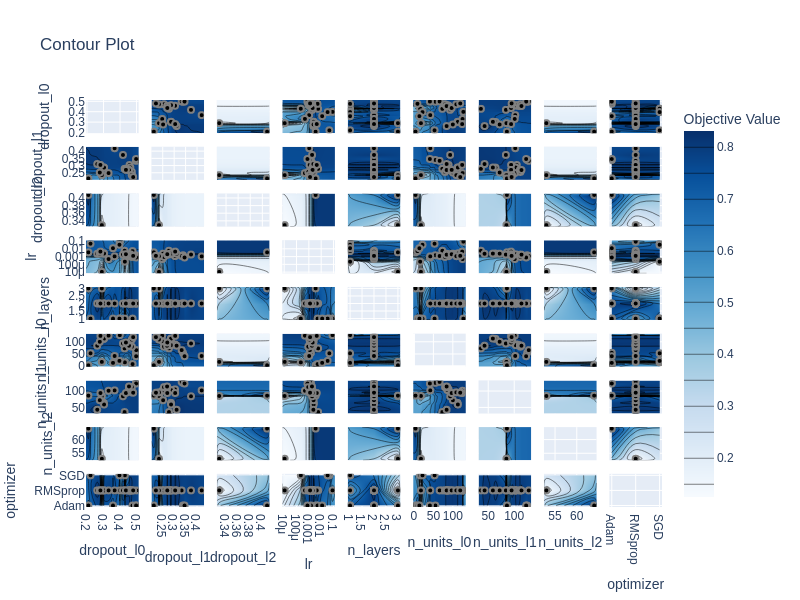 Contour Plot
Objective Value
0.8
0.7
0.6
0.5
0.4
0.3
0.2
dropout_l0
0.5
0.4
0.3
0.2
dropout_l1
0.4
0.35
0.3
0.25
dropout_l2
0.4
0.38
0.36
0.34
lr
0.1
0.01
0.001
100μ
10μ
n_layers
3
2.5
2
1.5
1
n_units_l0
100
50
0
n_units_l1
100
50
n_units_l2
60
55
optimizer
SGD
RMSprop
Adam
0.2
0.3
0.4
0.5
dropout_l0
0.25
0.3
0.35
0.4
dropout_l1
0.34
0.36
0.38
0.4
dropout_l2
10μ
100μ
0.001
0.01
0.1
lr
1
1.5
2
2.5
3
n_layers
0
50
100
n_units_l0
50
100
n_units_l1
55
60
n_units_l2
Adam
RMSprop
SGD
optimizer